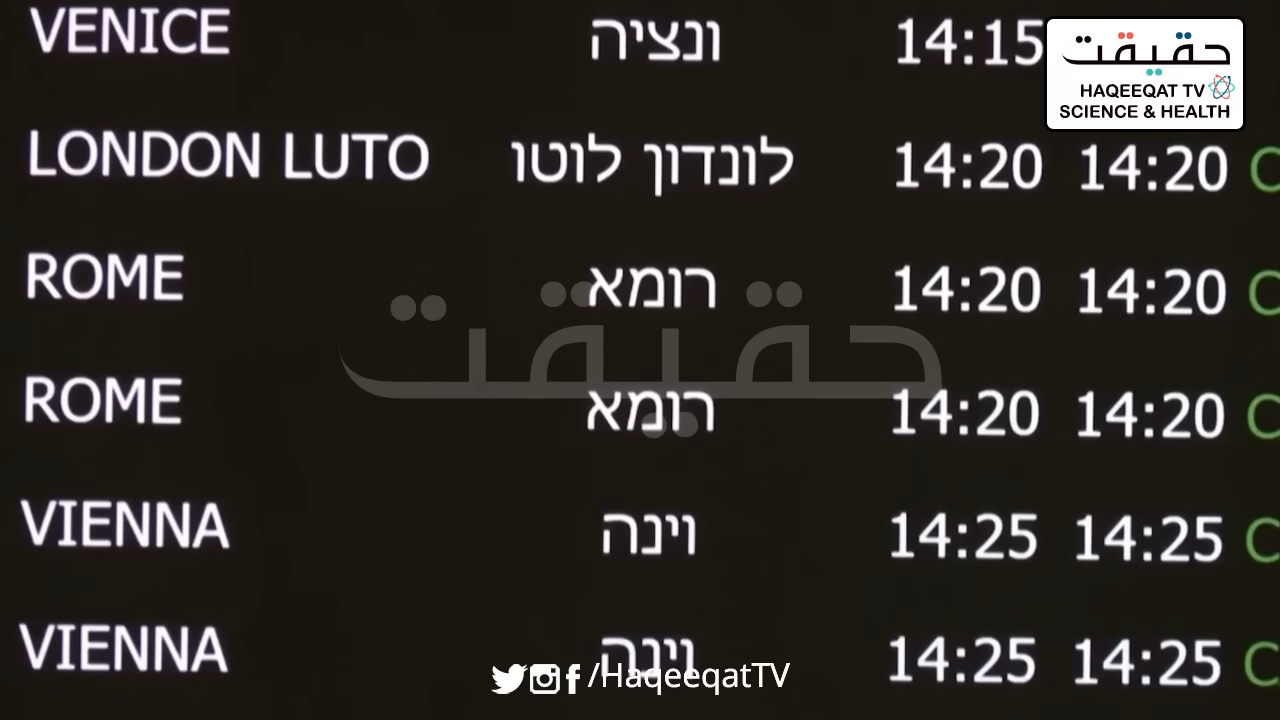 VENICE ונציה 14:15
حقیقت
HAQEEQAT TV
SCIENCE & HEALTH
LONDON LUTO לונדון לוטו 14:20 14:20 C
ROME רומא 14:20 14:20 C
حقیقت
ROME רומא 14:20 14:20 C
VIENNA וינה 14:25 14:25 C
VIENNA וינה 14:25 14:25 C
/HaqeeqatTV